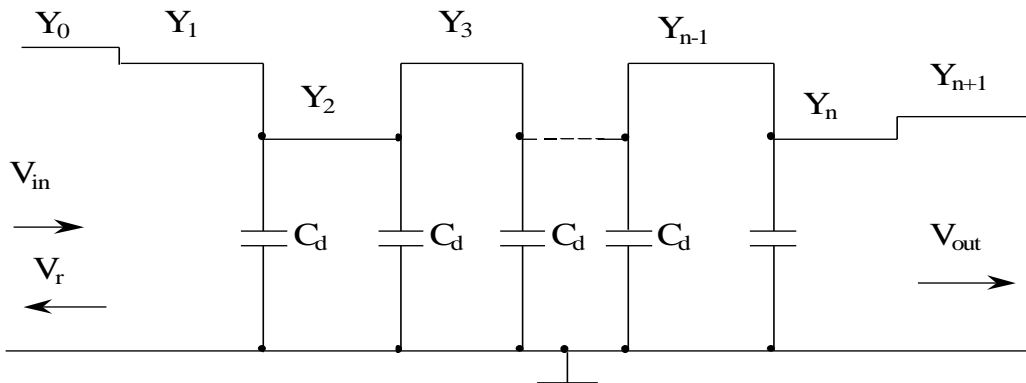 Y0 Y1 Y3 Yn-1 Yn+1
Y2 Yn
Vin
Cd Cd Cd Cd Vout
Vr